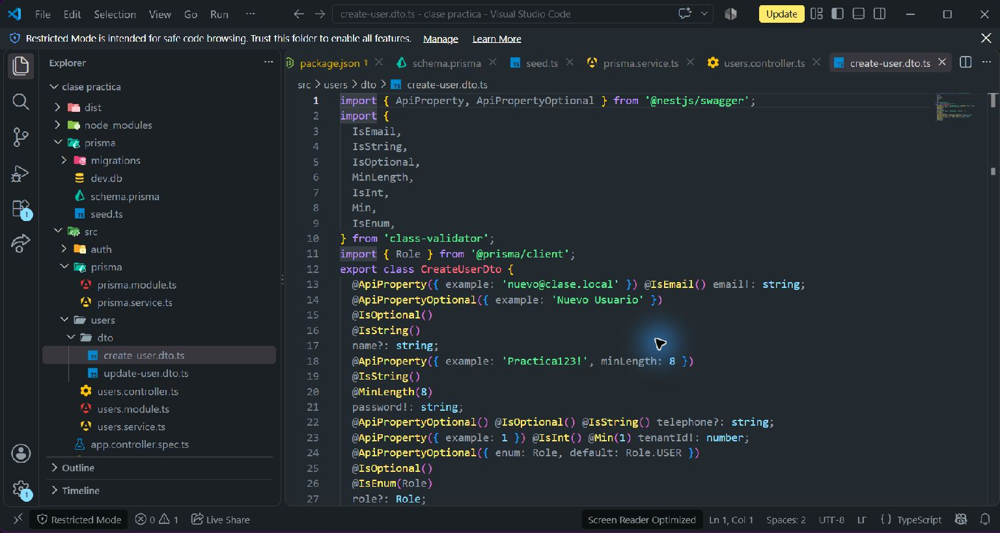 File Edit Selection View Go Run ···
create-user.dto.ts - clase practica - Visual Studio Code
Update
Restricted Mode is intended for safe code browsing. Trust this folder to enable all features. Manage Learn More
Explorer
clase practica
dist
node_modules
prisma
migrations
dev.db
schema.prisma
seed.ts
src
auth
prisma
prisma.module.ts
prisma.service.ts
users
dto
create-user.dto.ts
update-user.dto.ts
users.controller.ts
users.module.ts
users.service.ts
app.controller.spec.ts
Outline
Timeline
1
1
package.json 1 schema.prisma seed.ts prisma.service.ts users.controller.ts create-user.dto.ts
src > users > dto > create-user.dto.ts
1 import { ApiProperty, ApiPropertyOptional } from '@nestjs/swagger';
2 import {
3 IsEmail,
4 IsString,
5 IsOptional,
6 MinLength,
7 IsInt,
8 Min,
9 IsEnum,
10 } from 'class-validator';
11 import { Role } from '@prisma/client';
12 export class CreateUserDto {
13 @ApiProperty({ example: 'nuevo@clase.local' }) @IsEmail() email!: string;
14 @ApiPropertyOptional({ example: 'Nuevo Usuario' })
15 @IsOptional()
16 @IsString()
17 name?: string;
18 @ApiProperty({ example: 'Practica123!', minLength: 8 })
19 @IsString()
20 @MinLength(8)
21 password!: string;
22 @ApiPropertyOptional() @IsOptional() @IsString() telephone?: string;
23 @ApiProperty({ example: 1 }) @IsInt() @Min(1) tenantId!: number;
24 @ApiPropertyOptional({ enum: Role, default: Role.USER })
25 @IsOptional()
26 @IsEnum(Role)
27 role?: Role;
Restricted Mode 0 1 Live Share Screen Reader Optimized Ln 1, Col 1 Spaces: 2 UTF-8 LF {} TypeScript